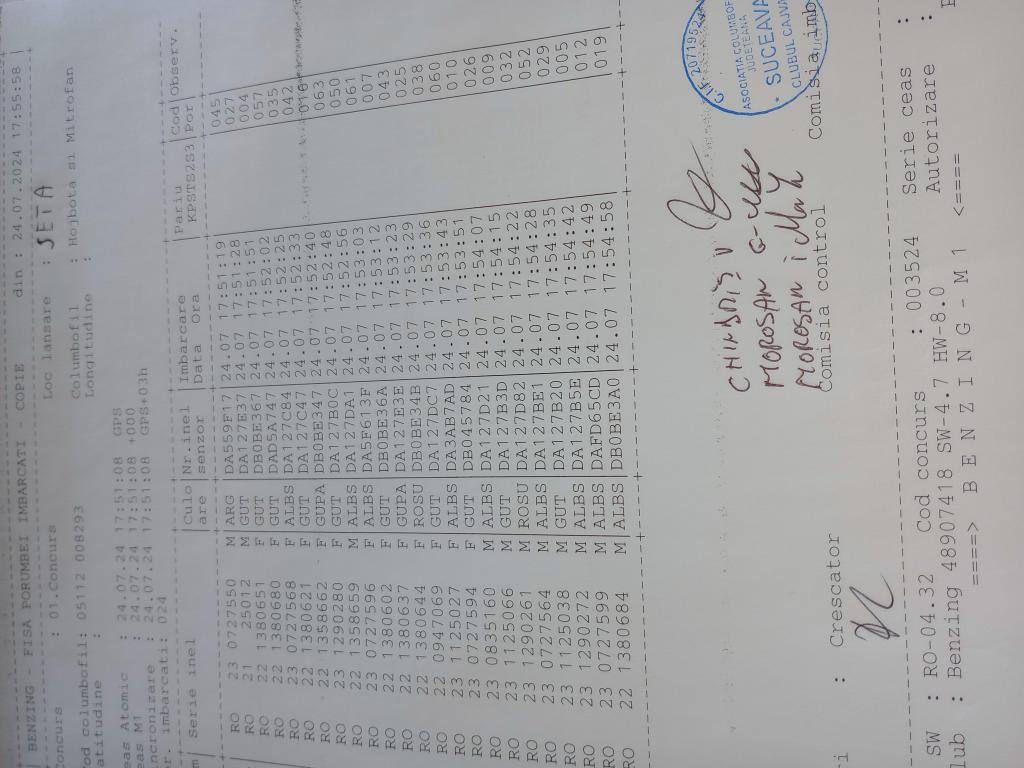 BENZING - FISA PORUMBEI IMBARCATI - COPIE din : 24.07.2024 17:55:58
oncurs : 01.Concurs Loc lansare : SETA
od columbofil: 05112 008293 Columbofil : Hojbota si Mitrofan
atitudine : Longitudine :
eas Atomic : 24.07.24 17:51:08 GPS
eas M1 : 24.07.24 17:51:08 +000
incronizare : 24.07.24 17:51:08 GPS+03h
r. imbarcati: 024
m| Serie inel |Culo |Nr.inel |Imbarcare |Pariu |Cod |Observ.
are |senzor |Data ora |KPSTS2S3 |Por
RO 23 0727550 M ARG DA559F17 24.07 17:51:19 045
RO 21 25012 M GUT DA127E37 24.07 17:51:28 027
RO 22 1380651 F GUT DB0BE367 24.07 17:51:51 004
RO 22 1380680 F GUT DAD5A747 24.07 17:52:02 057
RO 23 0727568 F ALBS DA127C84 24.07 17:52:25 035
RO 22 1380621 F GUT DA127C47 24.07 17:52:33 042
RO 22 1358662 F GUPA DB0BE347 24.07 17:52:40 016
RO 23 1290280 F GUT DA127B0C 24.07 17:52:48 063
RO 22 1358659 M ALBS DA127DA1 24.07 17:52:56 050
RO 23 0727596 F ALBS DA5F613F 24.07 17:53:03 061
RO 22 1380602 F GUT DB0BE36A 24.07 17:53:12 007
RO 22 1380637 F GUPA DA127E3E 24.07 17:53:23 043
RO 22 1380644 F ROSU DB0BE34B 24.07 17:53:29 025
RO 22 0947069 F GUT DA127DC7 24.07 17:53:36 038
RO 23 1125027 F ALBS DA3AB7AD 24.07 17:53:43 060
RO 23 0727594 F GUT DB045784 24.07 17:53:51 010
RO 23 0835160 M ALBS DA127D21 24.07 17:54:07 026
RO 23 1125066 M GUT DA127B3D 24.07 17:54:15 009
RO 23 1290261 M ROSU DA127D82 24.07 17:54:22 032
RO 23 0727564 M ALBS DA127BE1 24.07 17:54:28 052
RO 23 1125038 M GUT DA127B20 24.07 17:54:35 029
RO 23 1290272 M ALBS DA127B5E 24.07 17:54:42 005
RO 23 0727599 M ALBS DAFD65CD 24.07 17:54:49 012
RO 22 1380684 M ALBS DB0BE3A0 24.07 17:54:58 019
C.I.F. 20719524
ASOCIATIA COLUMBOF
JUDETEANA
* SUCEAVA
CLUBUL CAJVA
MOROSAN
MOROSAN
i : Crescator Comisia control Comisia imb
SW : RO-04.32 Cod concurs : 003524 Serie ceas :
lub : Benzing 48907418 SW-4.7 HW-8.0 Autorizare :
====> B E N Z I N G - M 1 <====